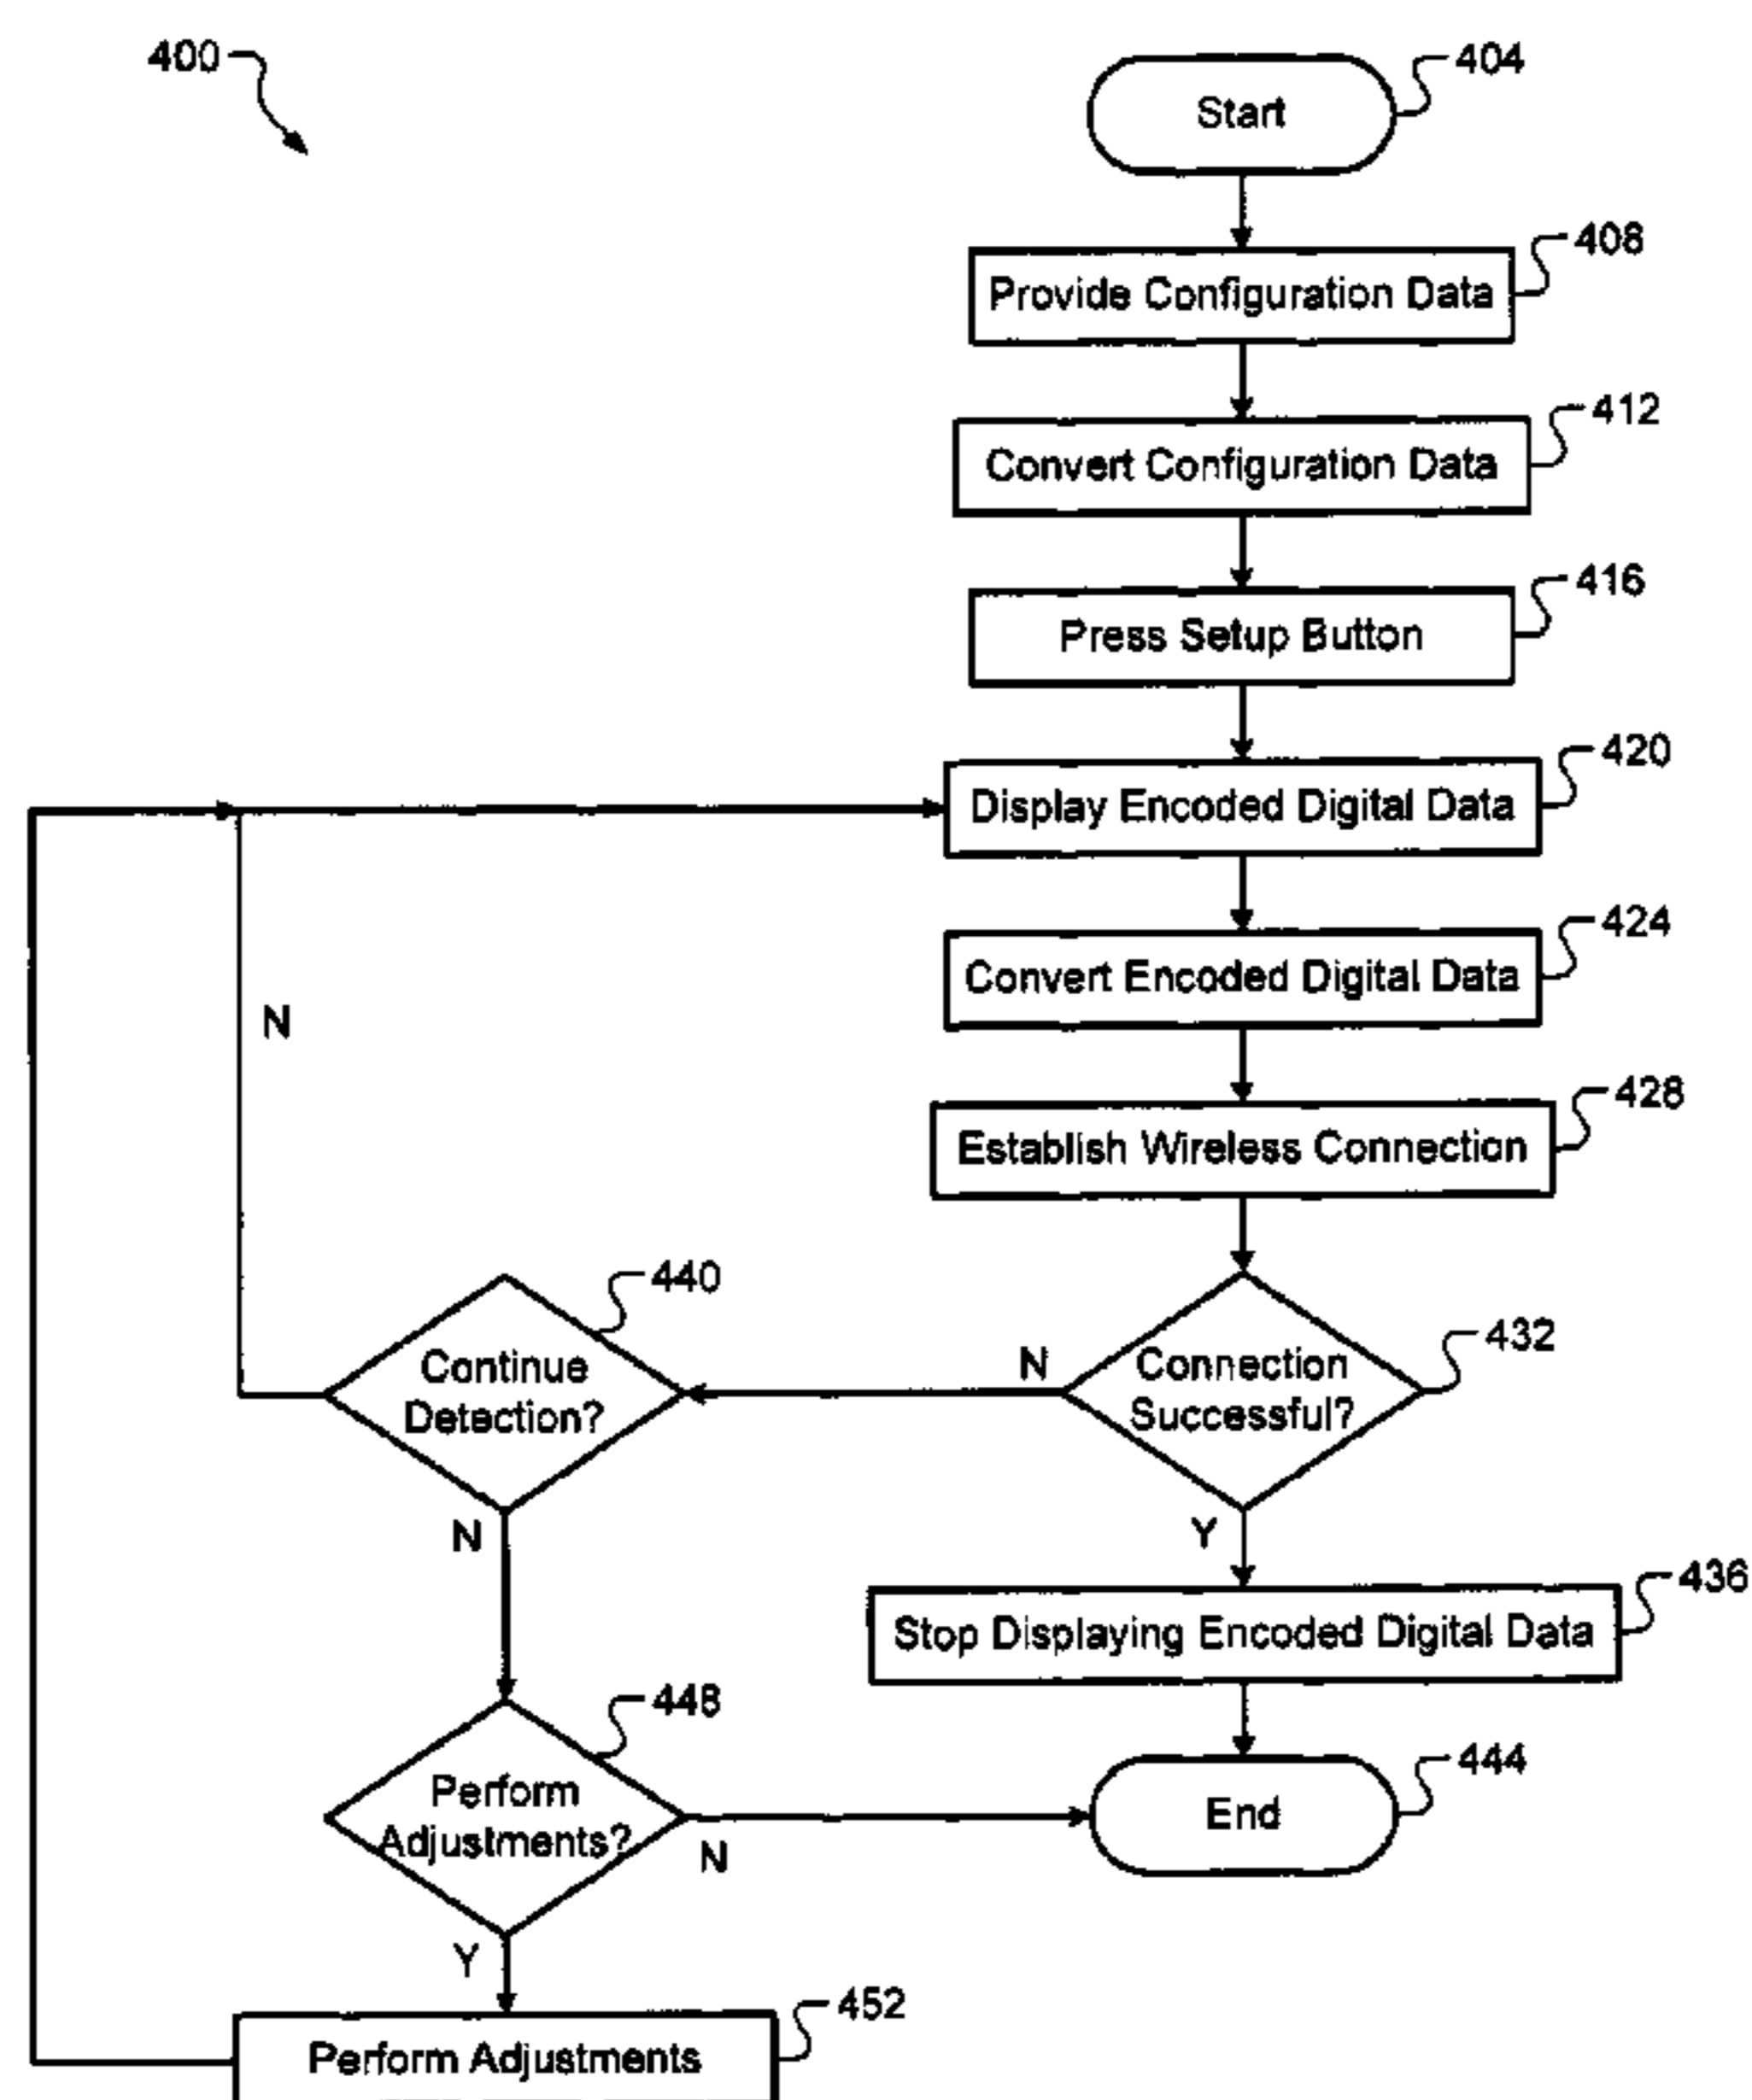 400
404
Start
408
Provide Configuration Data
412
Convert Configuration Data
416
Press Setup Button
420
Display Encoded Digital Data
424
Convert Encoded Digital Data
N
428
Establish Wireless Connection
440
Continue
Detection?
N
432
Connection
Successful?
N
Y
436
Stop Displaying Encoded Digital Data
448
Perform
Adjustments?
N
444
End
Y
452
Perform Adjustments